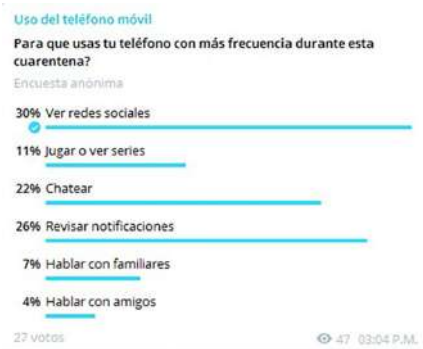 Uso del teléfono móvil
Para que usas tu teléfono con más frecuencia durante esta
cuarentena?
Encuesta anónima
30% Ver redes sociales
11% Jugar o ver series
22% Chatear
26% Revisar notificaciones
7% Hablar con familiares
4% Hablar con amigos
27 votos 47 03:04 P.M.